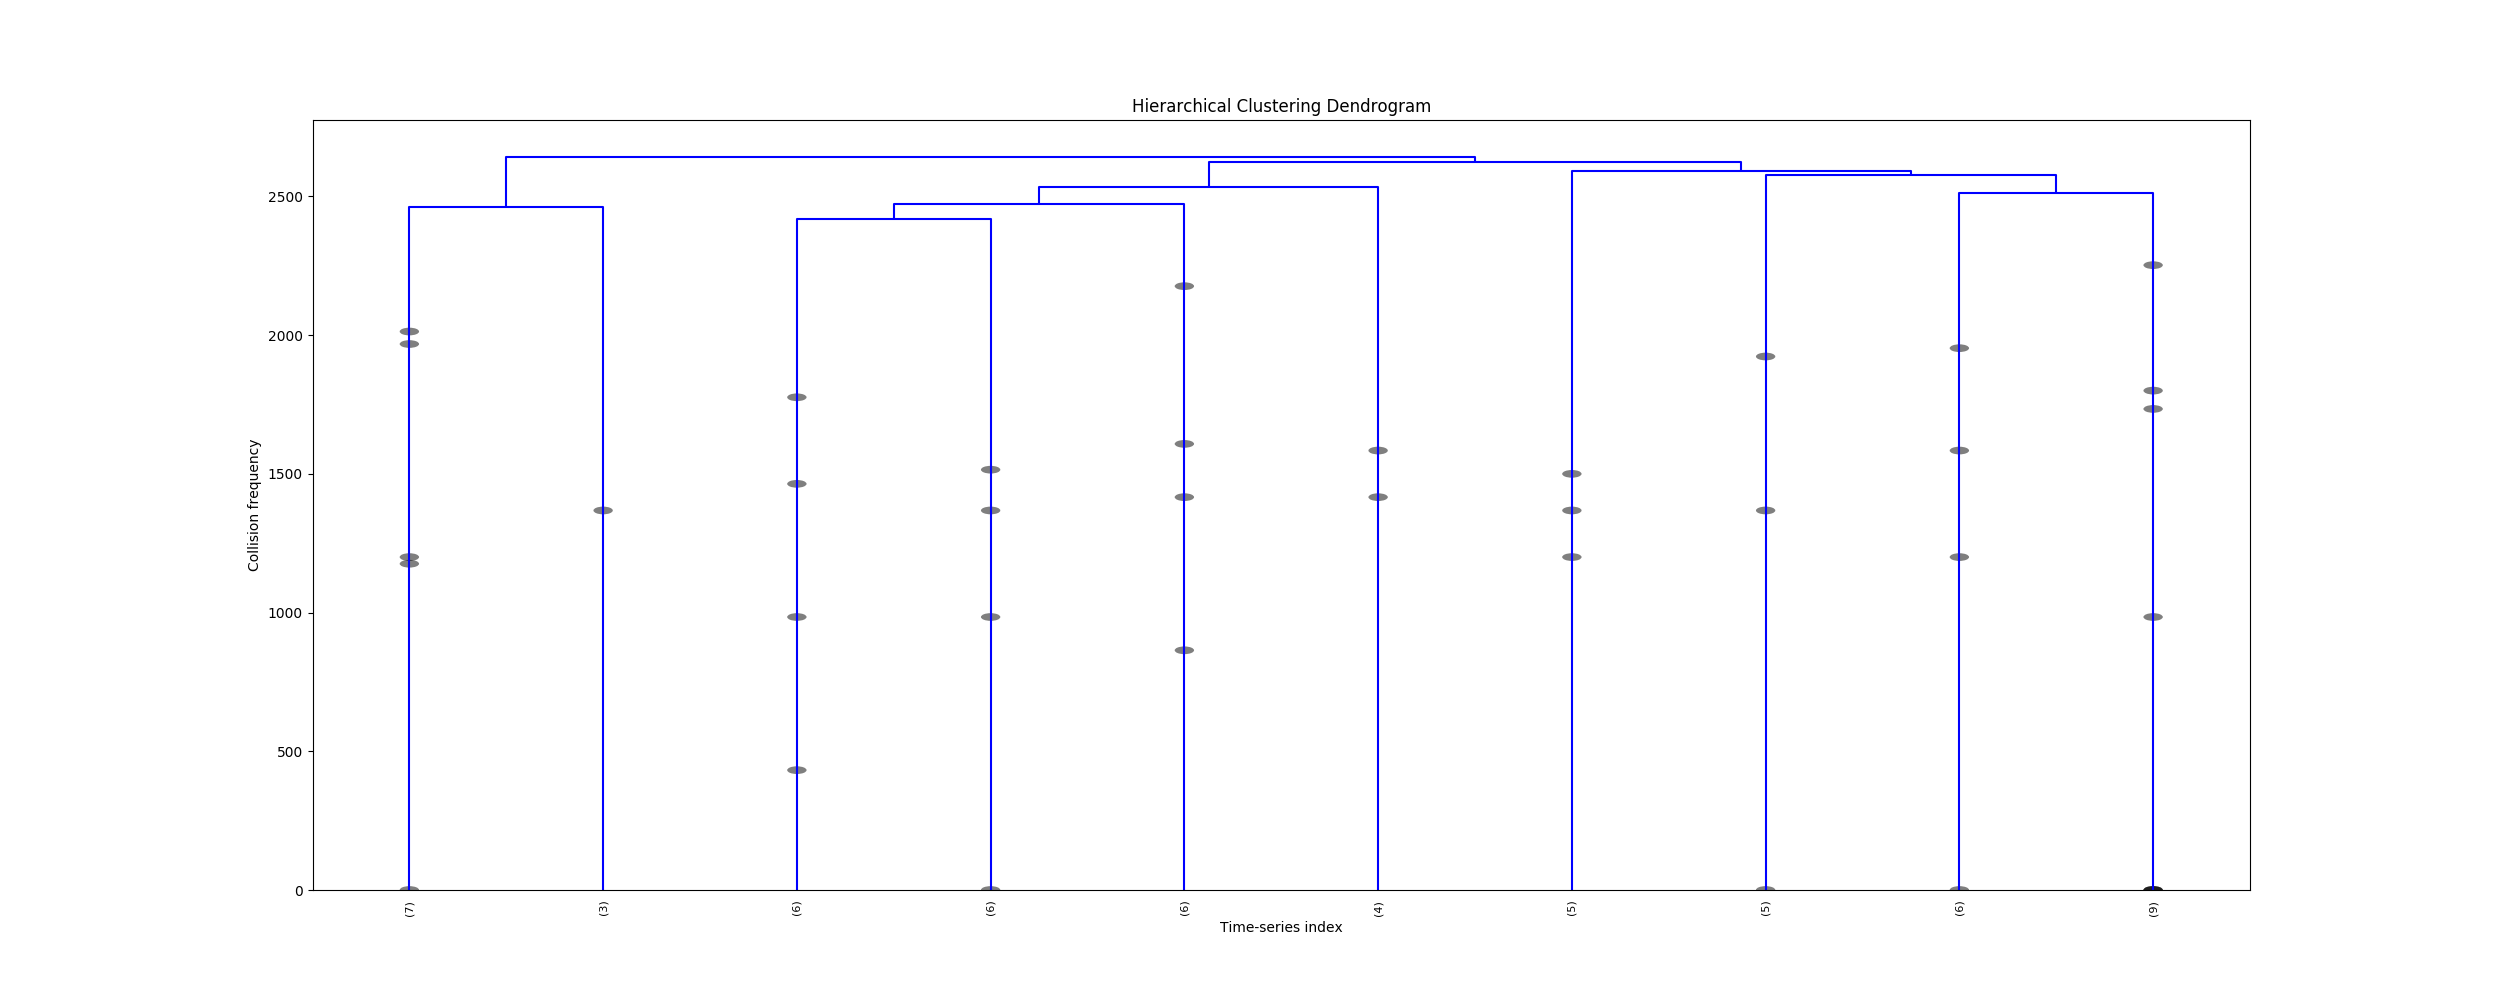 Hierarchical Clustering Dendrogram
2500
2000
1500
1000
500
0
Collision frequency
(7) (3) (6) (6) (6) (4) (5) (5) (6) (9)
Time-series index